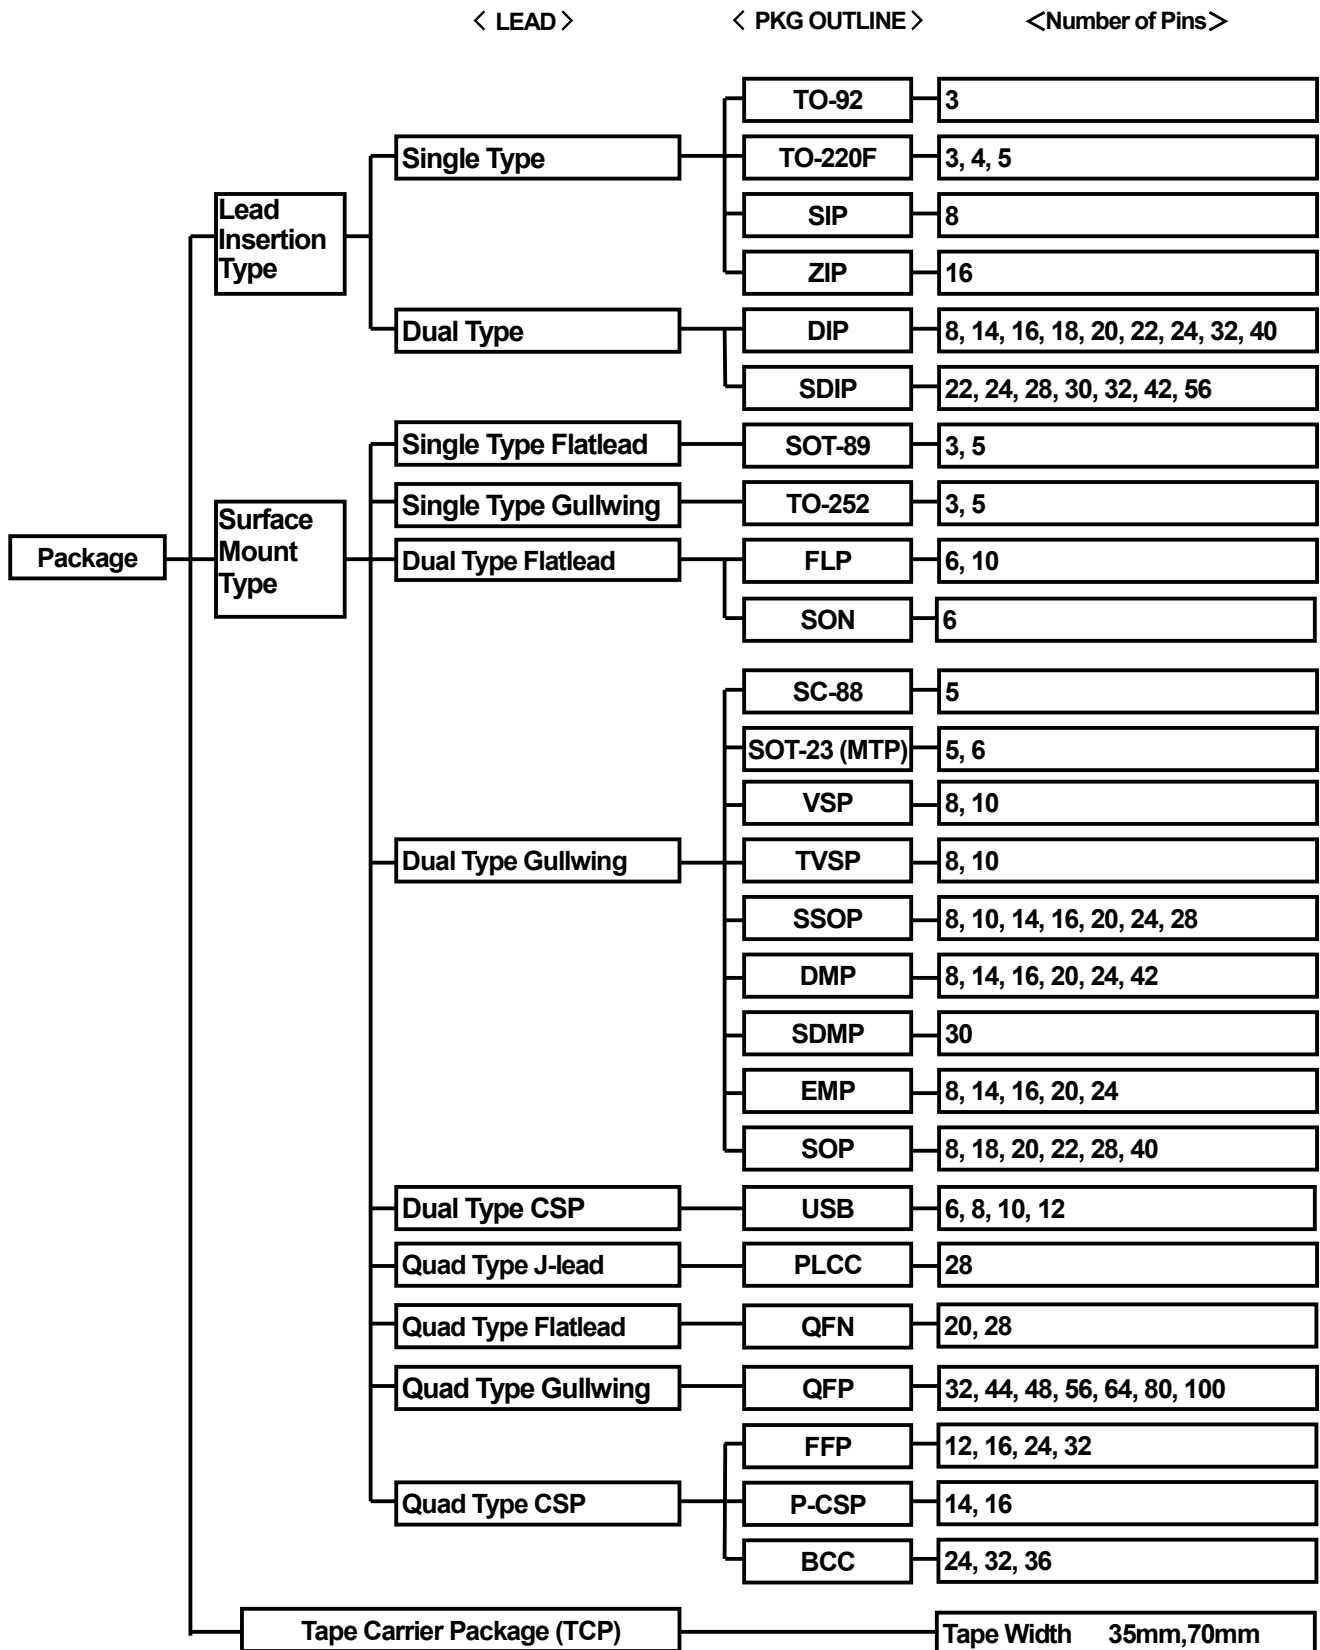 < LEAD > < PKG OUTLINE > <Number of Pins>
TO-92 3
Single Type TO-220F 3, 4, 5
Lead
Insertion
Type
SIP 8
ZIP 16
Dual Type DIP 8, 14, 16, 18, 20, 22, 24, 32, 40
SDIP 22, 24, 28, 30, 32, 42, 56
Single Type Flatlead SOT-89 3, 5
Single Type Gullwing TO-252 3, 5
Surface
Mount
Type
Package
Dual Type Flatlead FLP 6, 10
SON 6
SC-88 5
SOT-23 (MTP) 5, 6
VSP 8, 10
Dual Type Gullwing TVSP 8, 10
SSOP 8, 10, 14, 16, 20, 24, 28
DMP 8, 14, 16, 20, 24, 42
SDMP 30
EMP 8, 14, 16, 20, 24
SOP 8, 18, 20, 22, 28, 40
Dual Type CSP USB 6, 8, 10, 12
Quad Type J-lead PLCC 28
Quad Type Flatlead QFN 20, 28
Quad Type Gullwing QFP 32, 44, 48, 56, 64, 80, 100
FFP 12, 16, 24, 32
Quad Type CSP P-CSP 14, 16
BCC 24, 32, 36
Tape Carrier Package (TCP) Tape Width 35mm,70mm